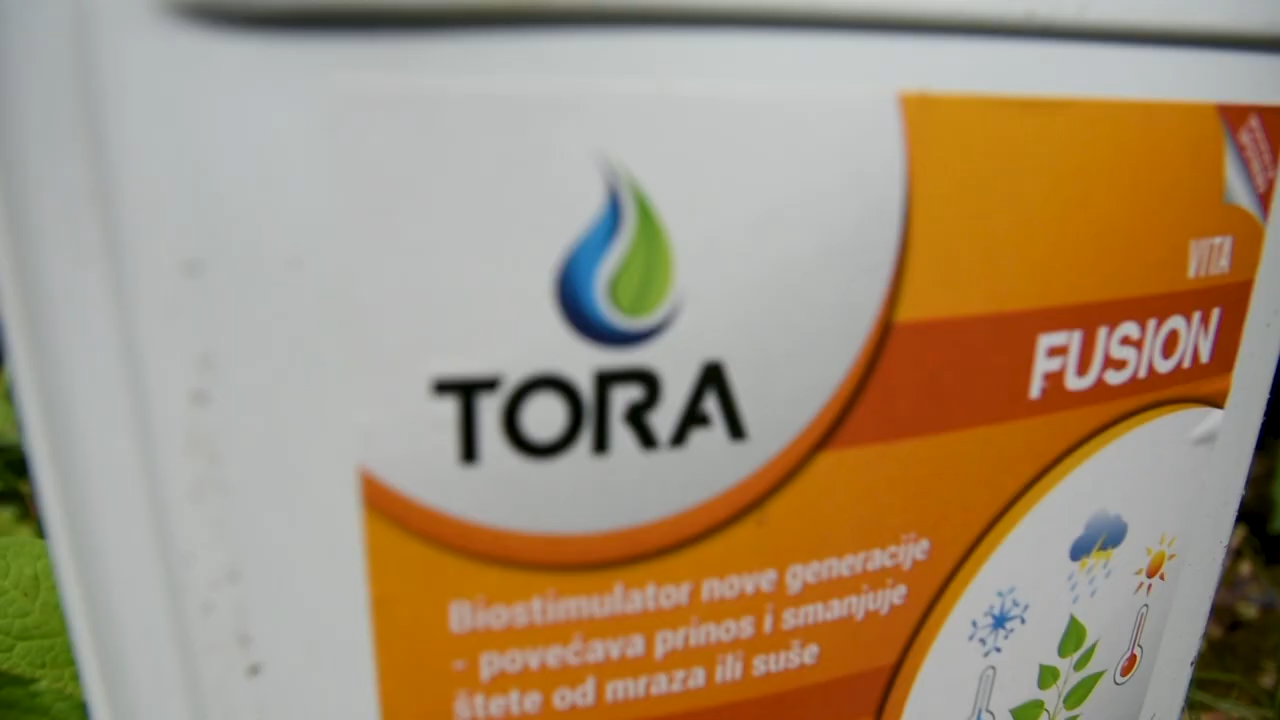 TORA
VITA
FUSION
Biostimulator nove generacije
- povećava prinos i smanjuje
štete od mraza ili suše